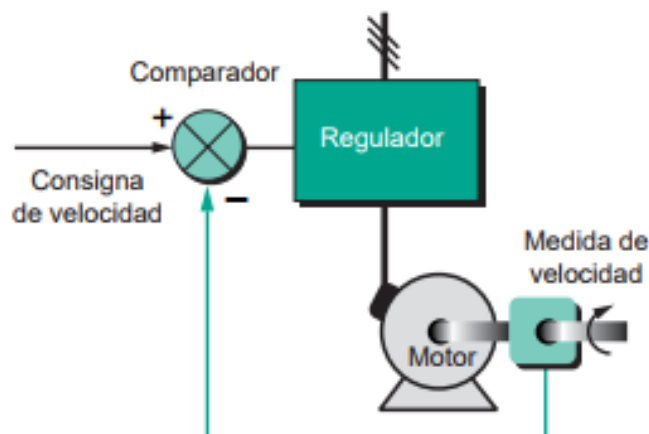 Comparador
+
Regulador
Consigna
de velocidad
−
Medida de
velocidad
Motor